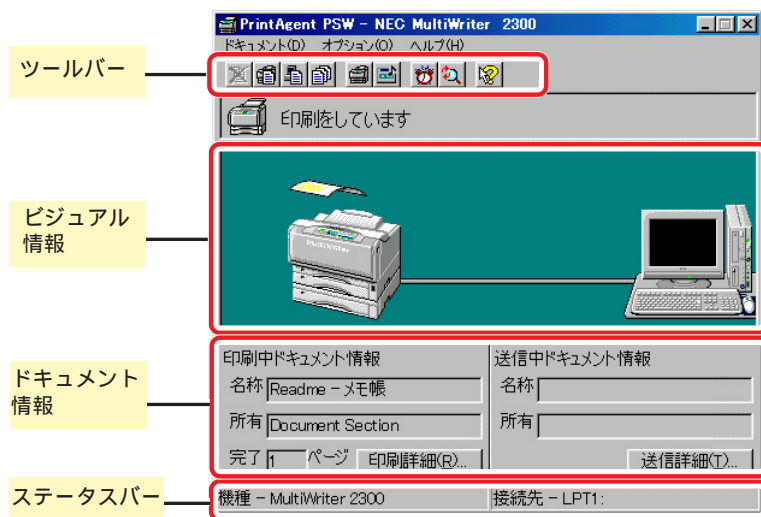 PrintAgent PSW - NEC MultiWriter 2300
ドキュメント(D) オプション(O) ヘルプ(H)
ツールバー
印刷をしています
ビジュアル
情報
MultiWriter
ドキュメント
情報
印刷中ドキュメント情報
名称 Readme - メモ帳
所有 Document Section
完了 1 ページ 印刷詳細(R)...
送信中ドキュメント情報
名称
所有
送信詳細(T)...
ステータスバー
機種 - MultiWriter 2300
接続先 - LPT1: